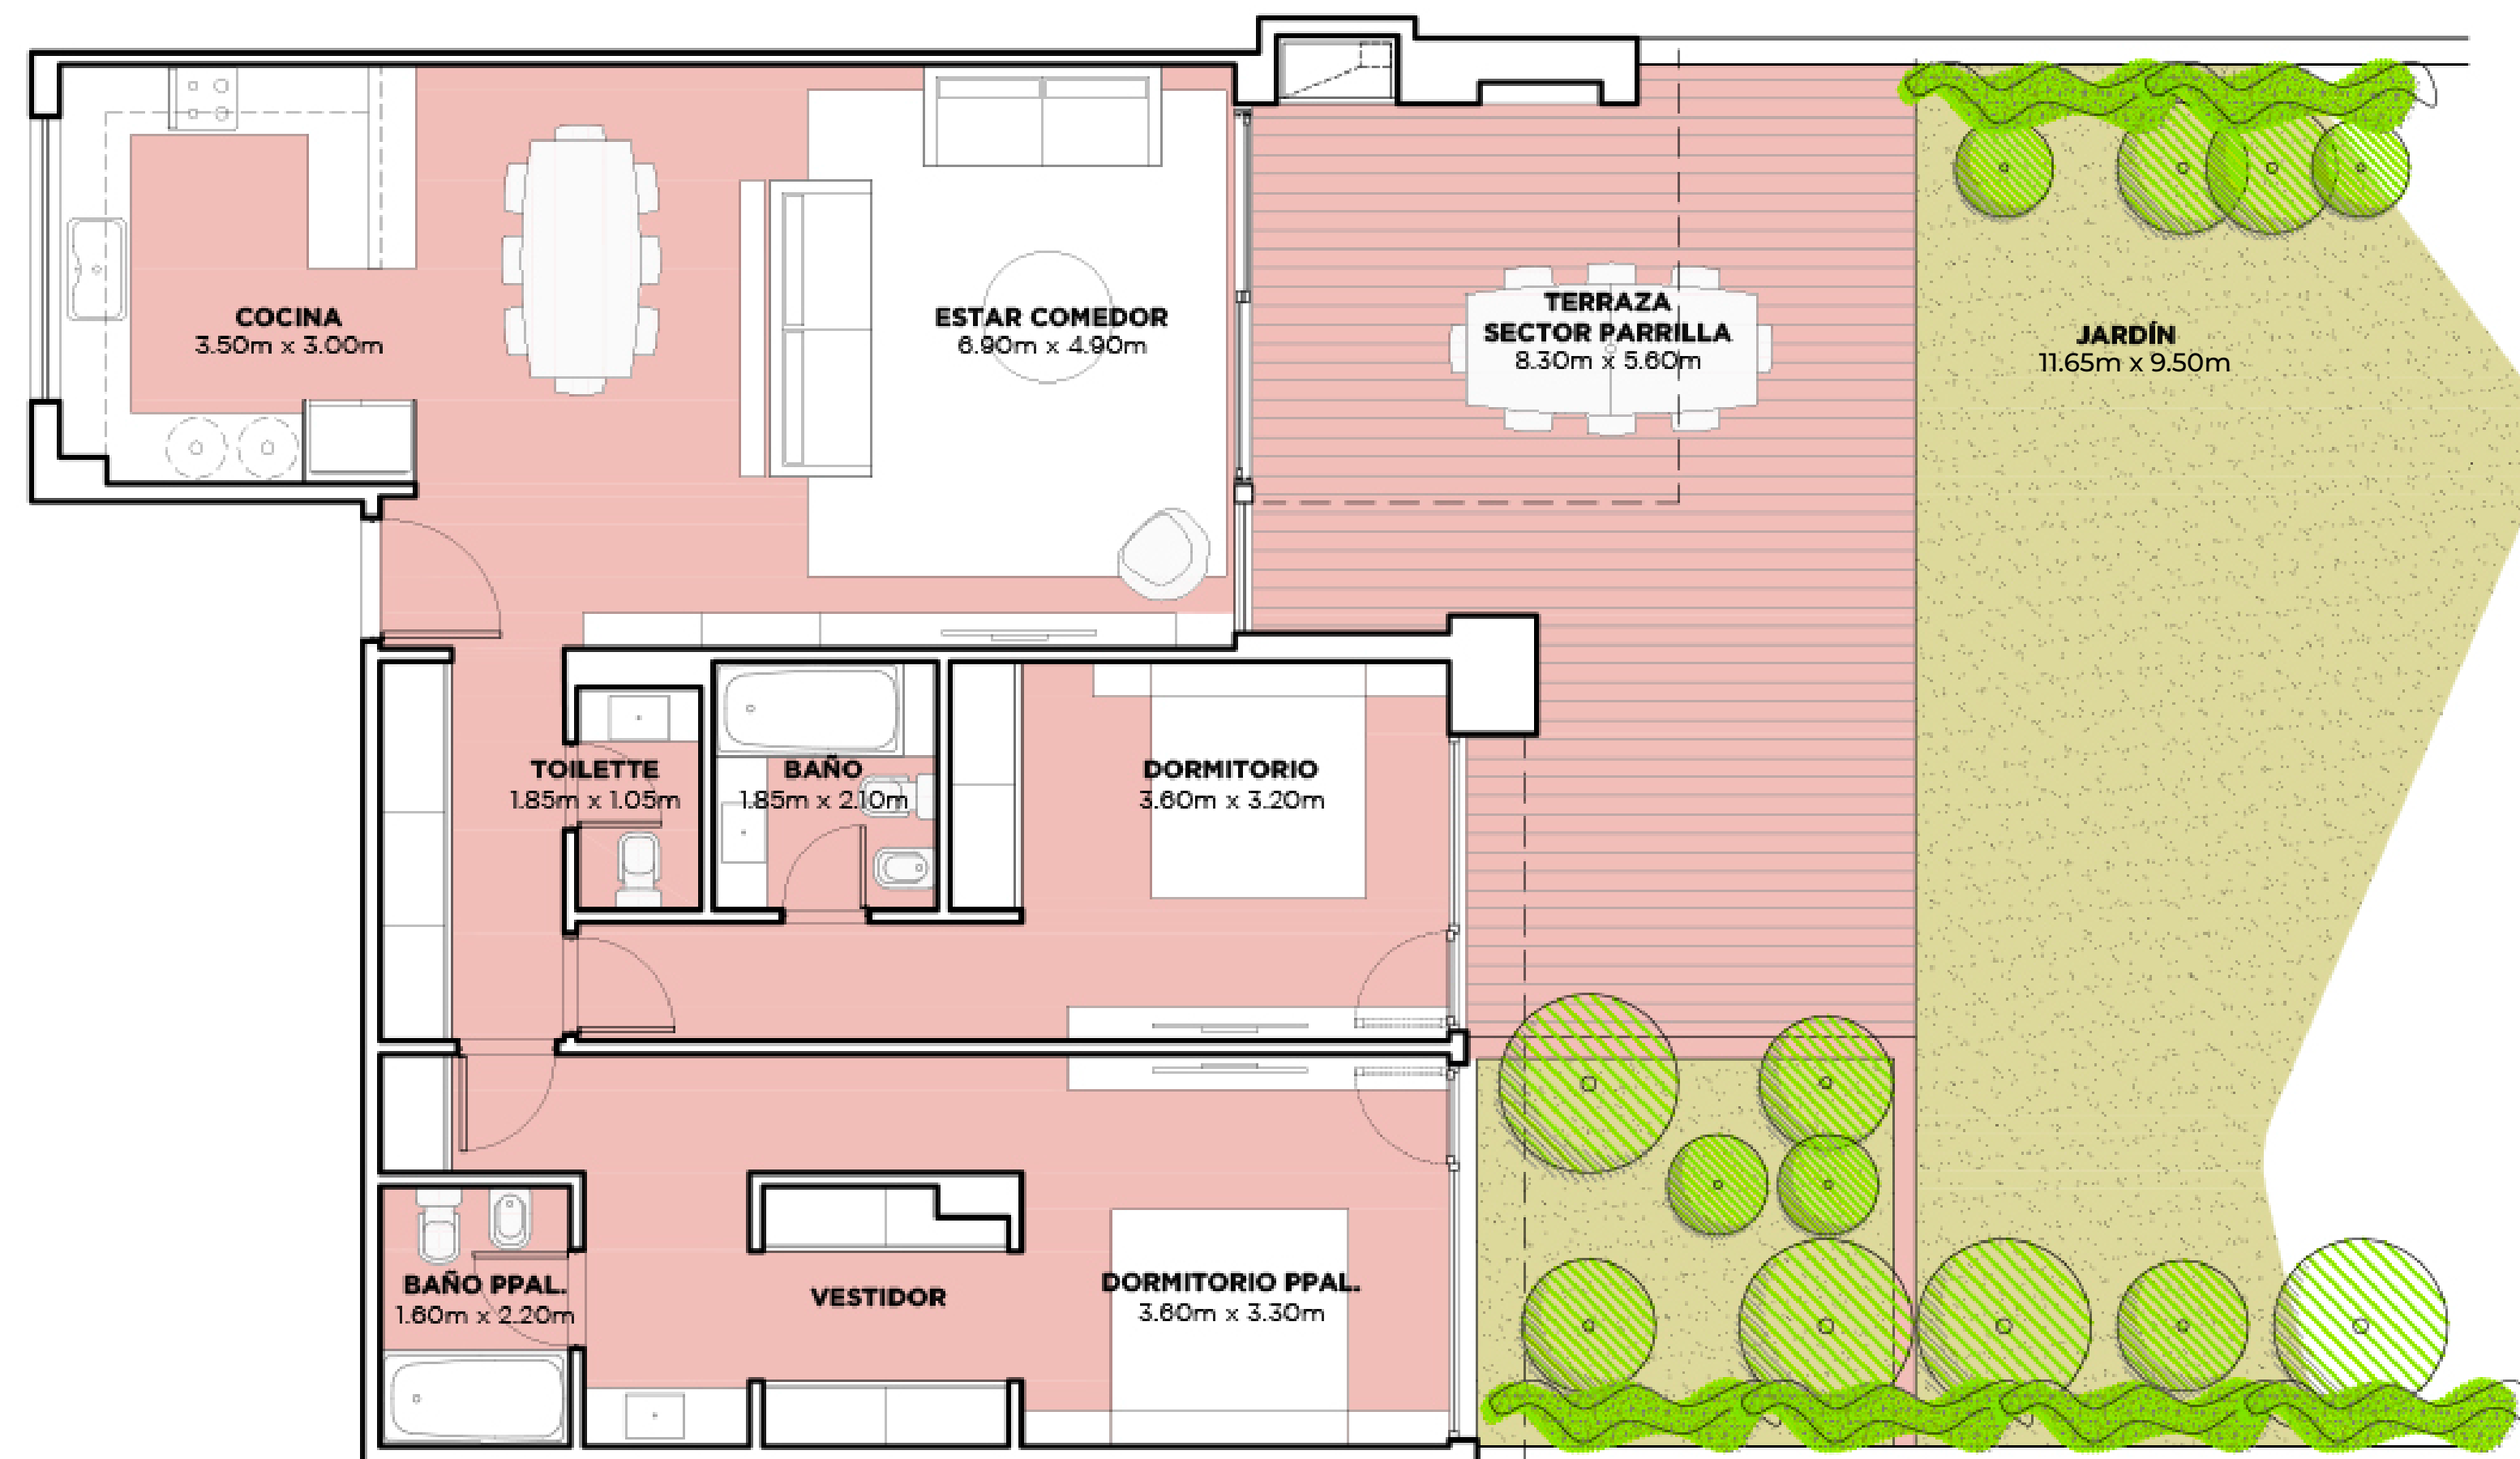 COCINA
3.50m x 3.00m
ESTAR COMEDOR
6.90m x 4.90m
TERRAZA
SECTOR PARRILLA
8.30m x 5.60m
JARDÍN
11.65m x 9.50m
TOILETTE
1.85m x 1.05m
BAÑO
1.85m x 2.10m
DORMITORIO
3.60m x 3.20m
BAÑO PPAL.
1.60m x 2.20m
VESTIDOR
DORMITORIO PPAL.
3.60m x 3.30m